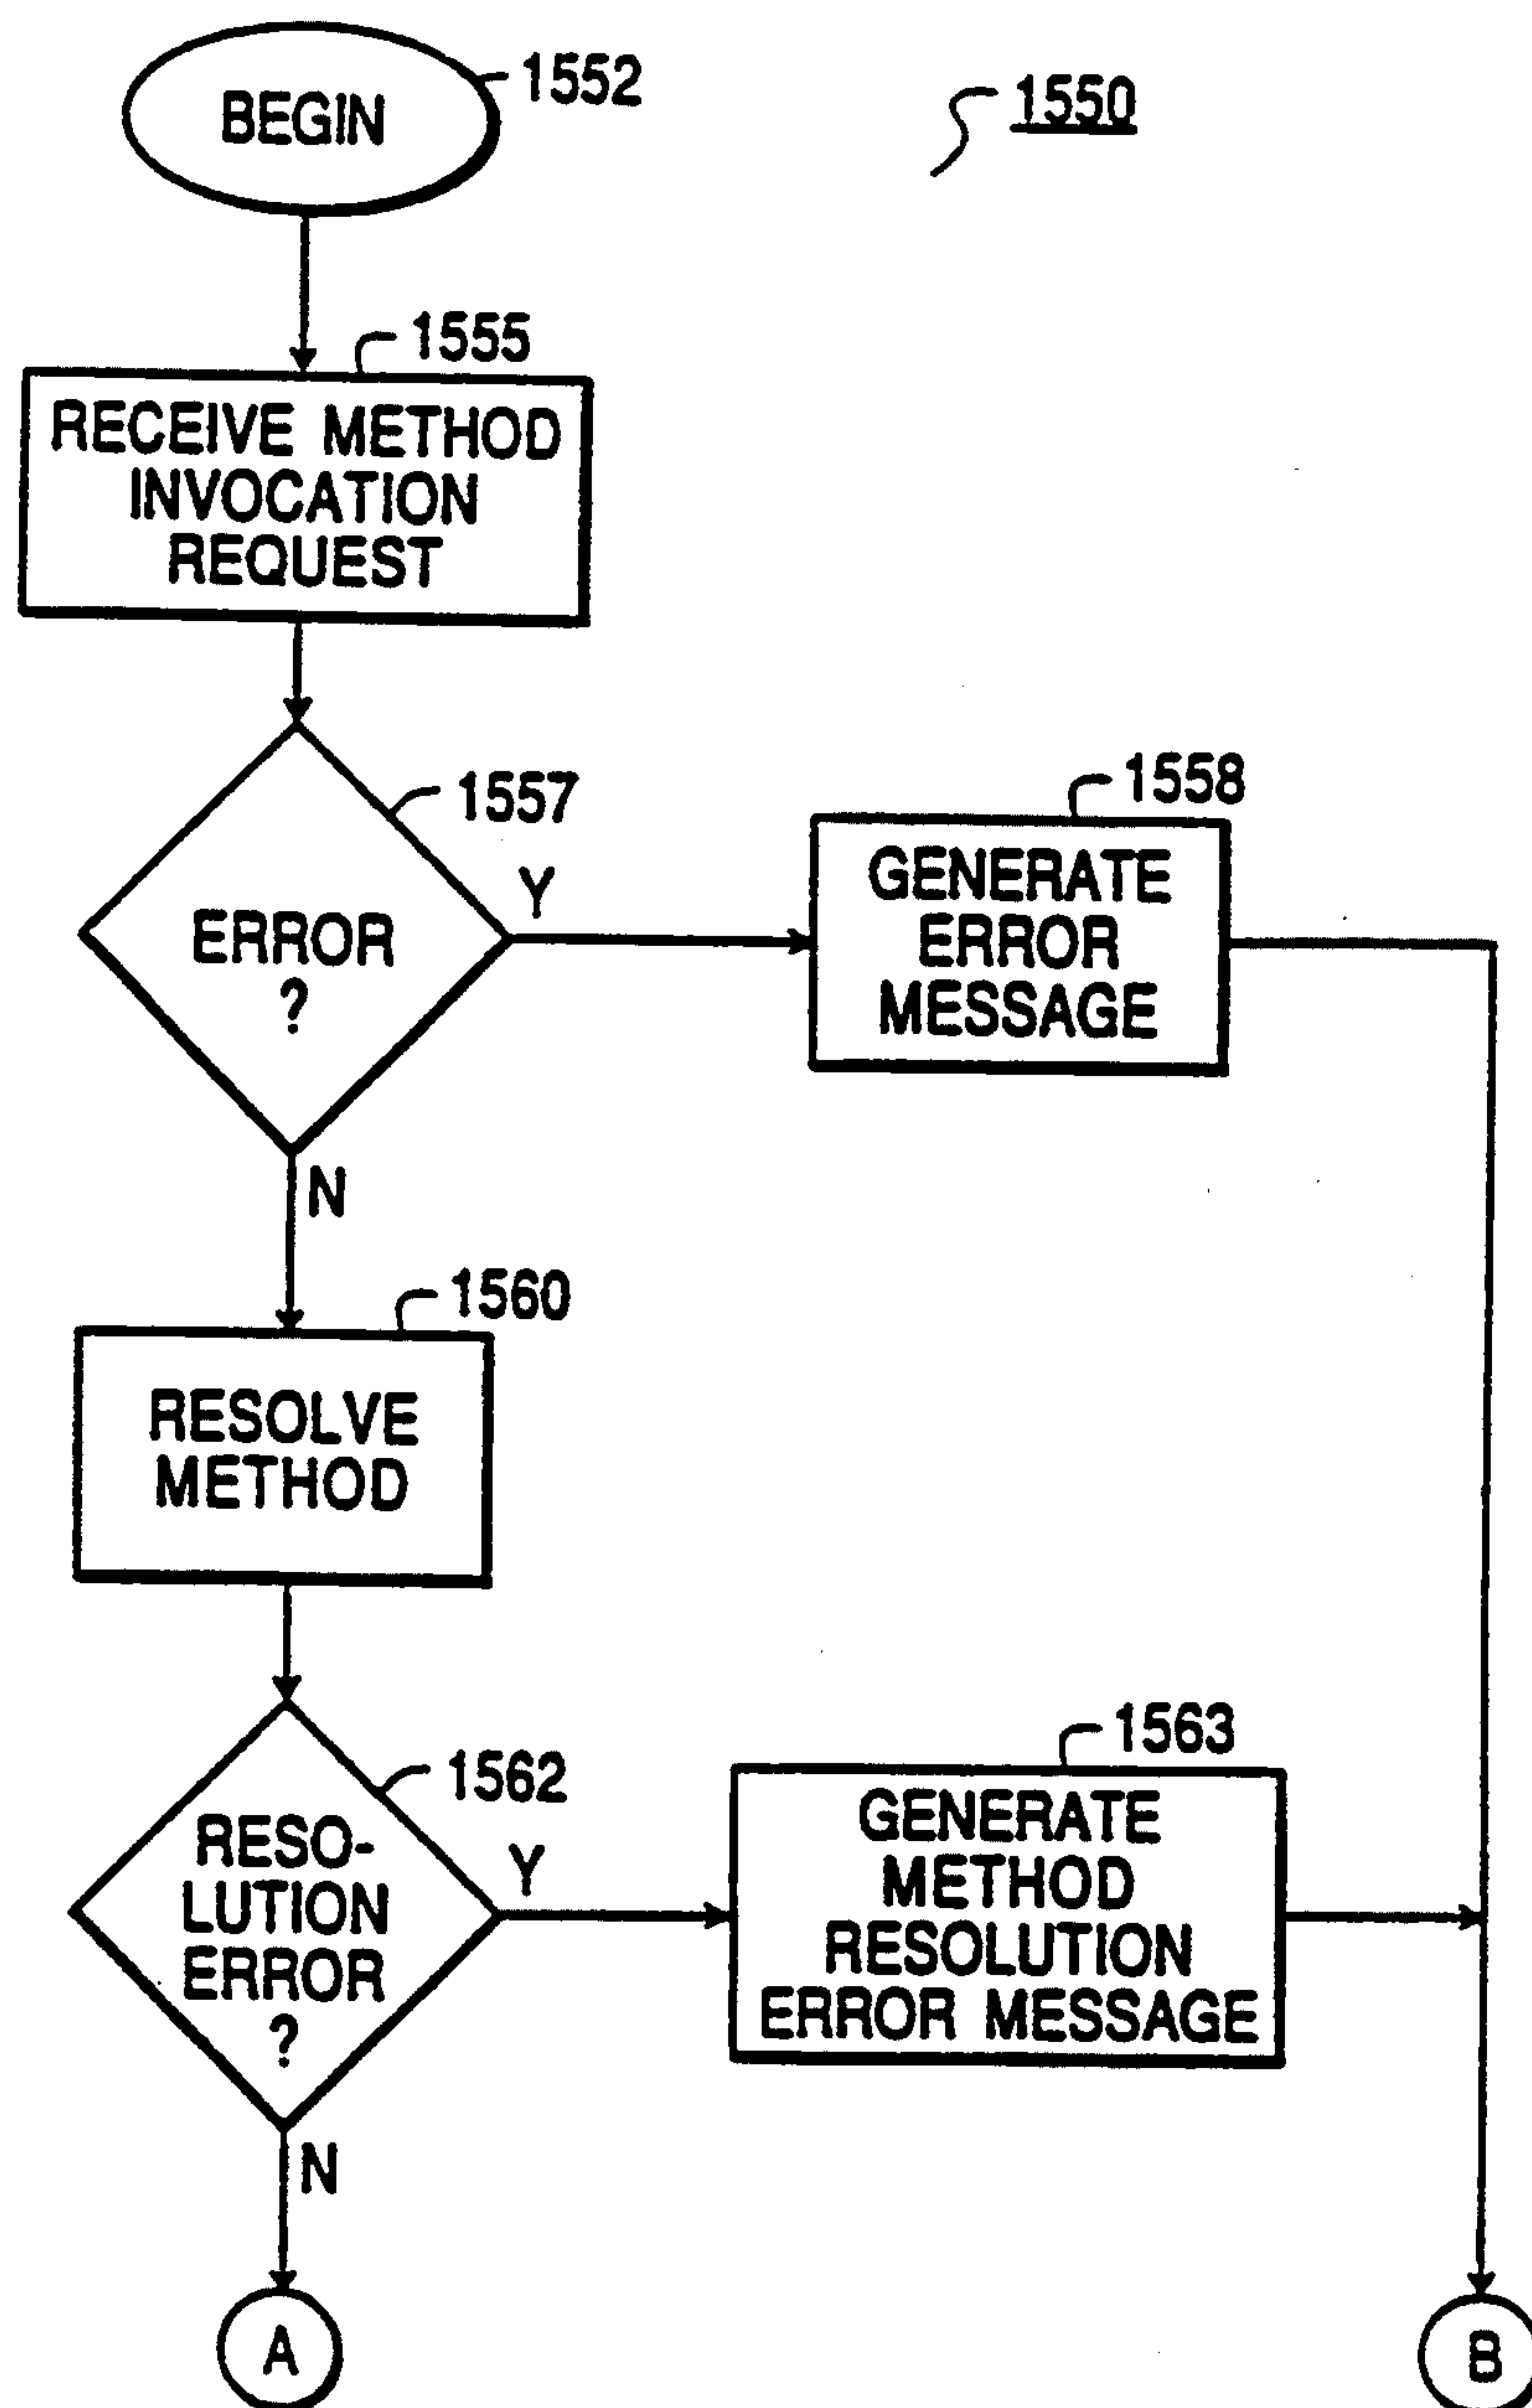 BEGIN
1552
1550
1555
RECEIVE METHOD
INVOCATION
REQUEST
1557
ERROR
?
Y
N
1558
GENERATE
ERROR
MESSAGE
1560
RESOLVE
METHOD
1562
RESO-
LUTION
ERROR
?
Y
N
1563
GENERATE
METHOD
RESOLUTION
ERROR MESSAGE
A
B